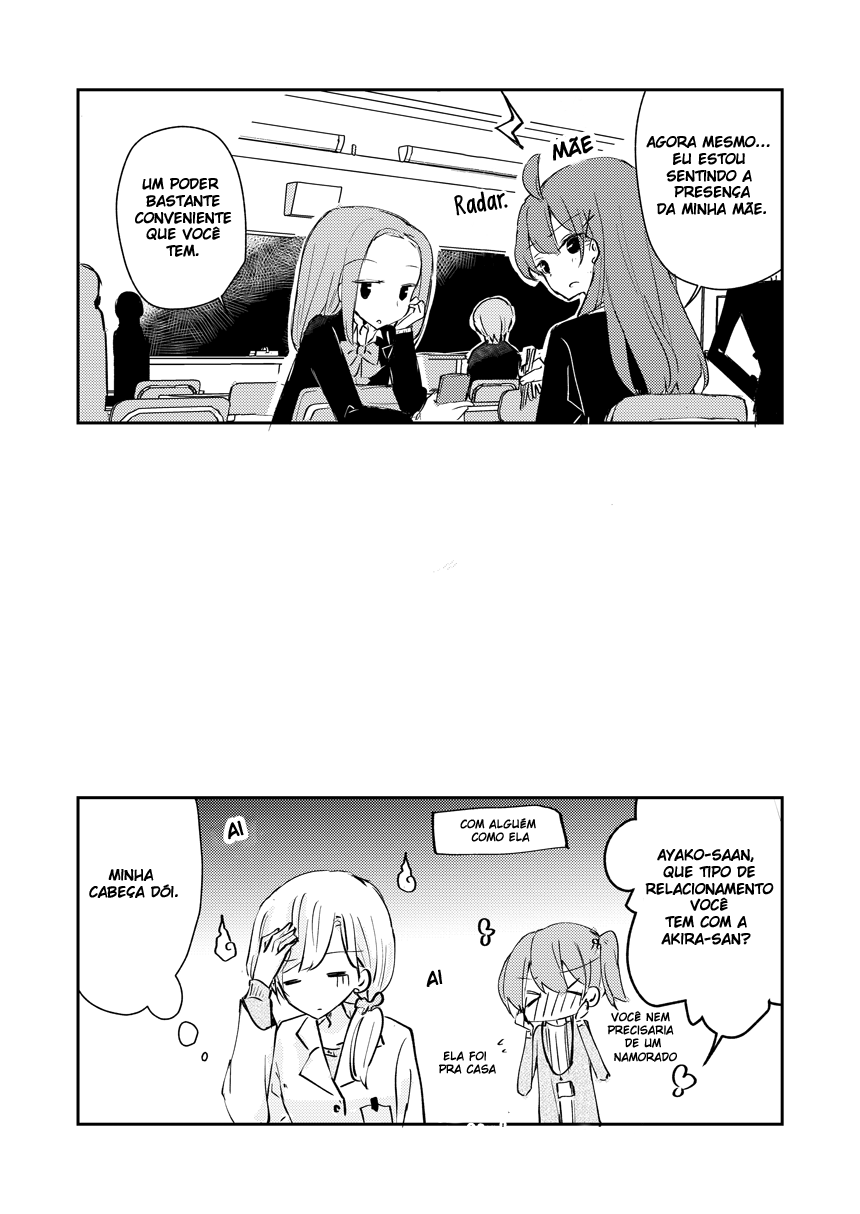 AGORA MESMO...
EU ESTOU
SENTINDO A
PRESENÇA
DA MINHA MÃE.
MÃE
Radar.
UM PODER
BASTANTE
CONVENIENTE
QUE VOCÊ
TEM.
AYAKO-SAAN,
QUE TIPO DE
RELACIONAMENTO
VOCÊ
TEM COM A
AKIRA-SAN?
COM ALGUÉM
COMO ELA
VOCÊ NEM
PRECISARIA
DE UM
NAMORADO
AI
AI
ELA FOI
PRA CASA
MINHA
CABEÇA DÓI.